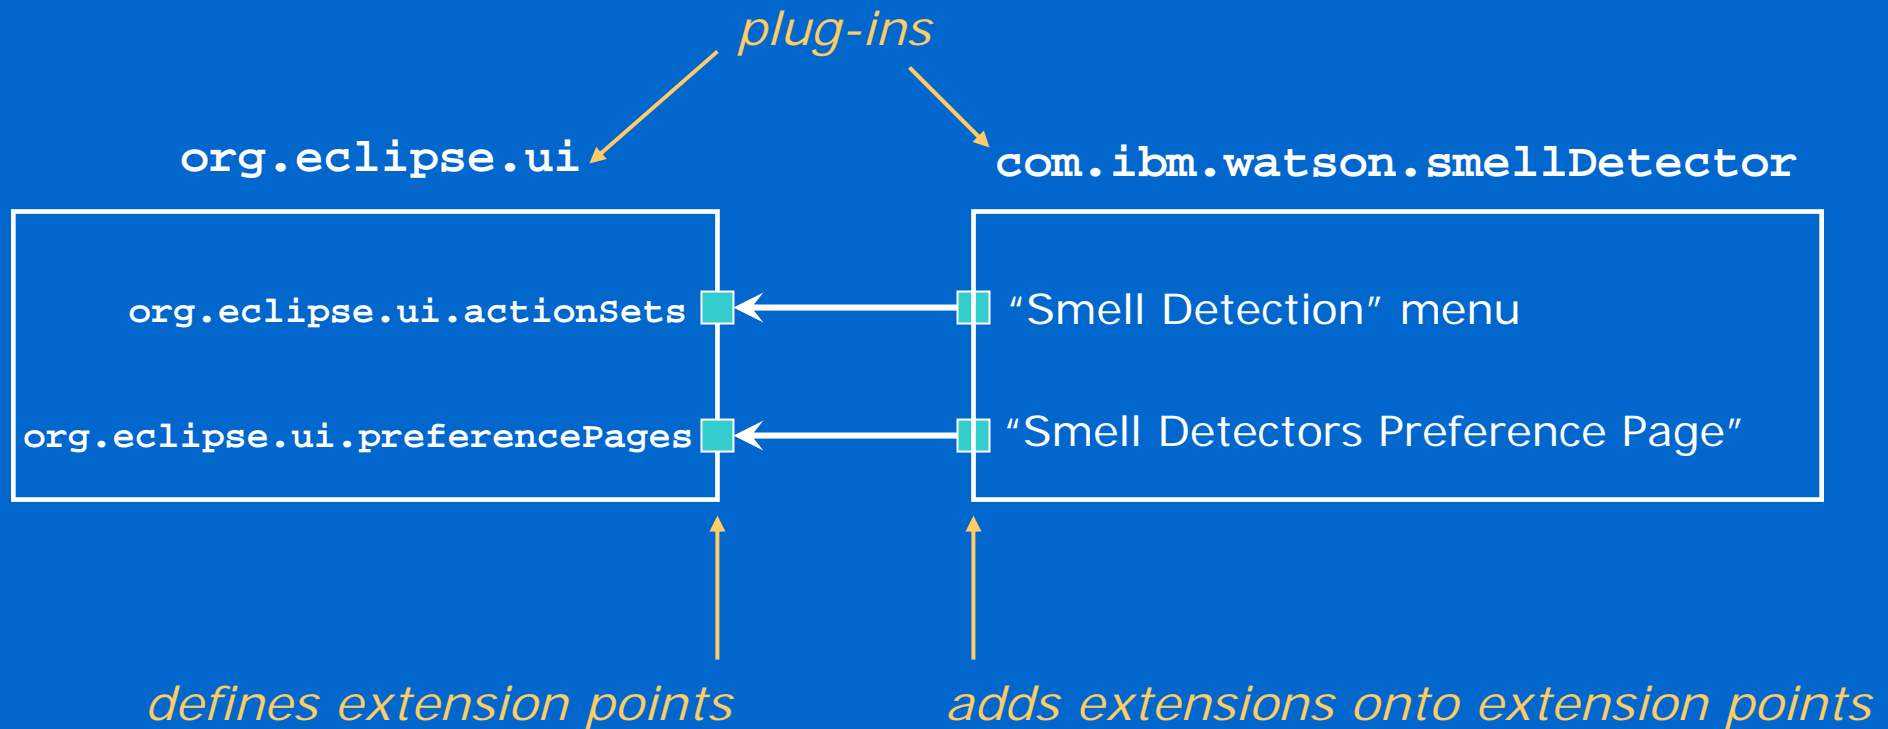 plug-ins
org.eclipse.ui
com.ibm.watson.smellDetector
org.eclipse.ui.actionSets
“Smell Detection” menu
org.eclipse.ui.preferencePages
“Smell Detectors Preference Page”
defines extension points
adds extensions onto extension points